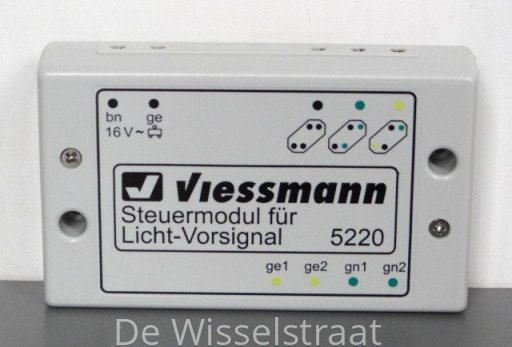 bn ge
16 V~
Viessmann
Steuermodul für
Licht-Vorsignal 5220
ge1 ge2 gn1 gn2
De Wisselstraat